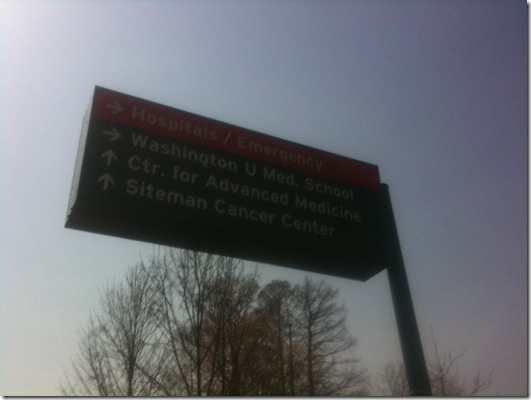 → Hospitals / Emergency
→ Washington U Med. School
↑ Ctr. for Advanced Medicine
↑ Siteman Cancer Center